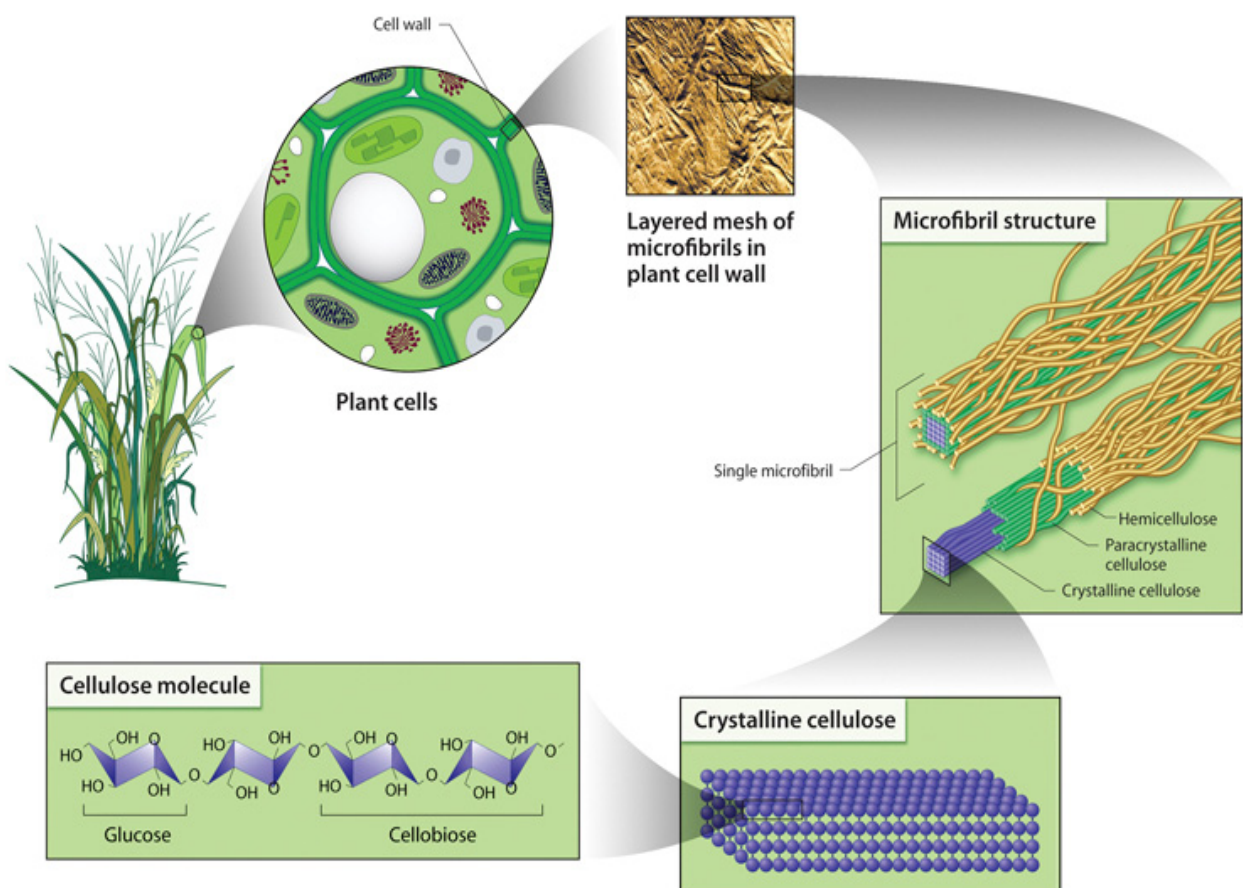 Cell wall
Layered mesh of
microfibrils in
plant cell wall
Plant cells
Microfibril structure
Single microfibril
Hemicellulose
Paracrystalline
cellulose
Crystalline cellulose
Cellulose molecule
HO OH O HO OH O OH O HO OH O
HO OH O OH O HO OH O OH O
Glucose
Cellobiose
Crystalline cellulose